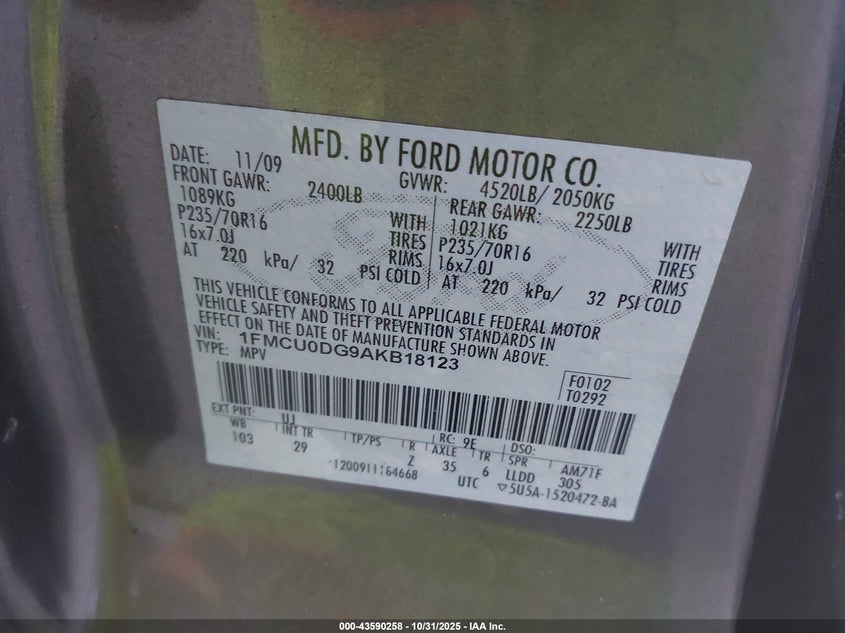 MFD. BY FORD MOTOR CO.
DATE: 11/09 GVWR: 4520LB/ 2050KG
FRONT GAWR: 2400LB REAR GAWR: 2250LB
1089KG 1021KG
P235/70R16 WITH TIRES P235/70R16 WITH TIRES
16x7.0J RIMS 16x7.0J RIMS
AT 220 kPa/ 32 PSI COLD AT 220 kPa/ 32 PSI COLD
THIS VEHICLE CONFORMS TO ALL APPLICABLE FEDERAL MOTOR
VEHICLE SAFETY AND THEFT PREVENTION STANDARDS IN
EFFECT ON THE DATE OF MANUFACTURE SHOWN ABOVE.
VIN: 1FMCU0DG9AKB18123
TYPE: MPV
F0102
T0292
EXT PNT: UJ RC: 9E DSO:
WB INT TR TP/PS R AXLE TR SPR AM71F
103 29 Z 35 6 LLDD 305
UTC ▽5U5A-1520472-BA
000-43590258 - 10/31/2025 - IAA Inc.